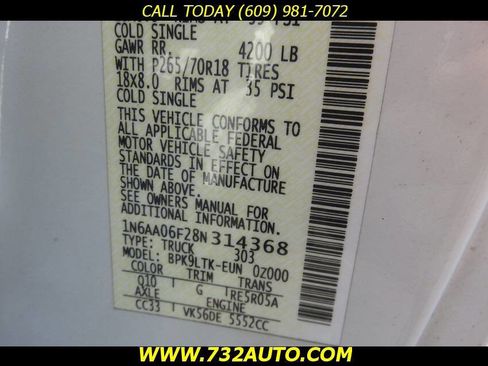 CALL TODAY (609) 981-7072
COLD SINGLE
GAWR RR. 4200 LB
WITH P265/70R18 TIRES
18X8.0 RIMS AT 35 PSI
COLD SINGLE
THIS VEHICLE CONFORMS TO
ALL APPLICABLE FEDERAL
MOTOR VEHICLE SAFETY
STANDARDS IN EFFECT ON
THE DATE OF MANUFACTURE
SHOWN ABOVE.
SEE OWNERS MANUAL FOR
ADDITIONAL INFORMATION.
1N6AA06F28N314368
TYPE: TRUCK 303
MODEL: BPK9LTK-EUN 0Z000
COLOR TRIM TRANS
Q10 G RE5R05A
AXLE ENGINE
CC33 VK56DE 5552CC
WWW.732AUTO.COM